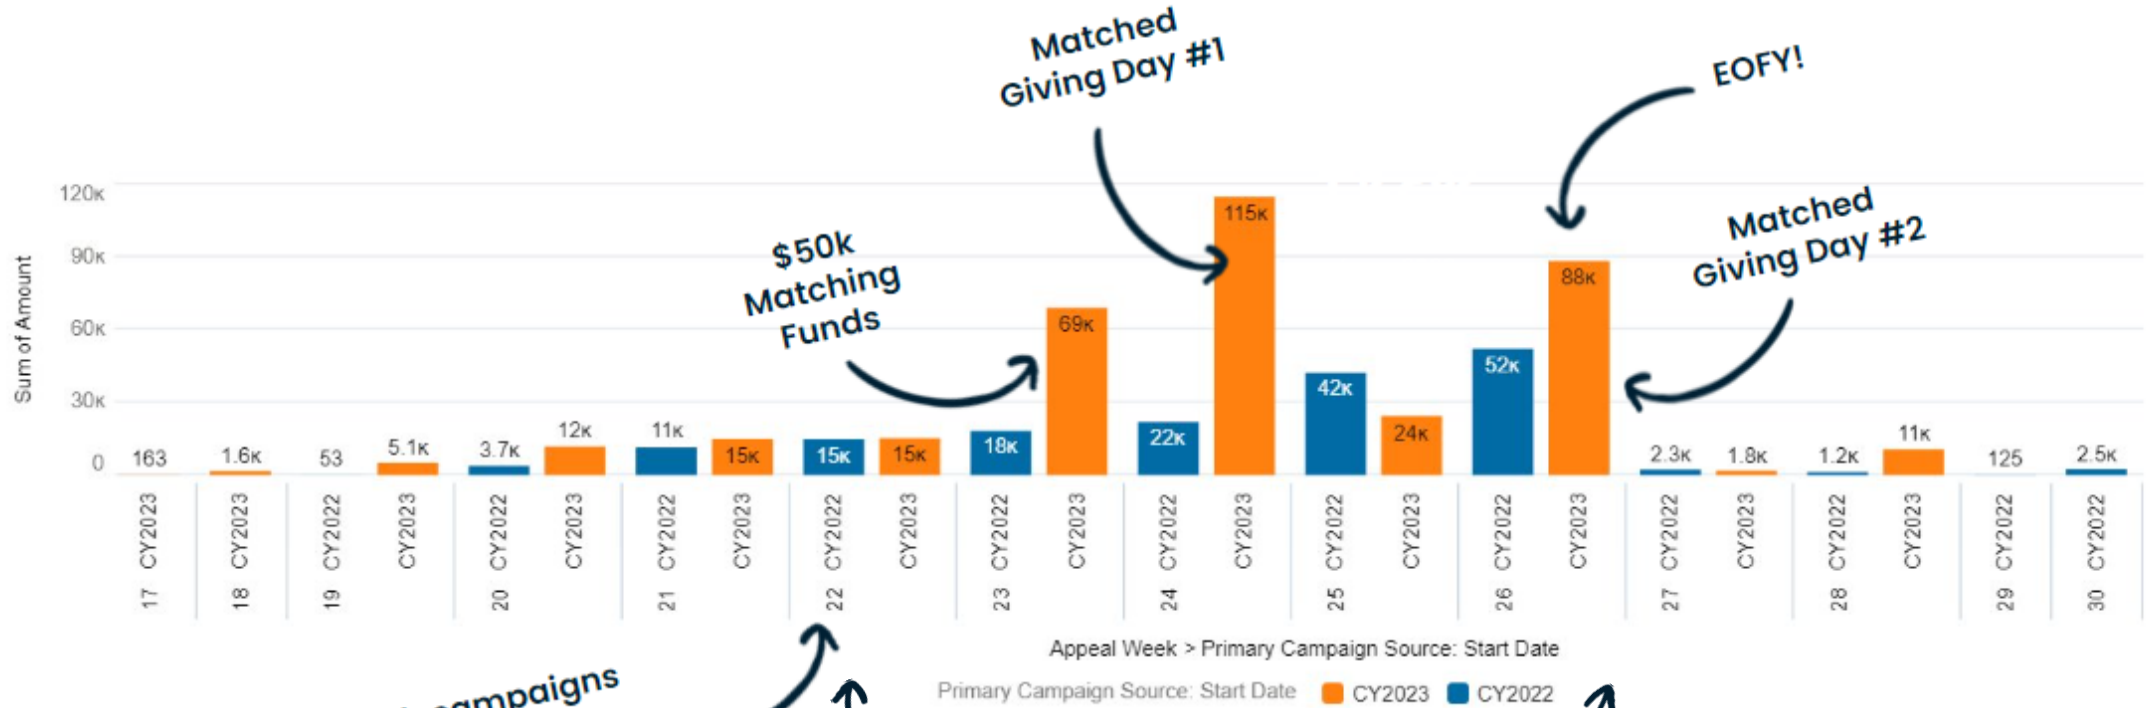 Matched
Giving Day #1
EOFY!
Matched
Giving Day #2
$50k
Matching
Funds
Sum of Amount
120K
90K
60K
30K
0
163
1.6K
53
5.1K
3.7K
12K
11K
15K
15K
15K
18K
69K
22K
115K
42K
24K
52K
88K
2.3K
1.8K
1.2K
11K
125
2.5K
CY2023
CY2023
CY2022
CY2023
CY2022
CY2023
CY2022
CY2023
CY2022
CY2023
CY2022
CY2023
CY2022
CY2023
CY2022
CY2023
CY2022
CY2023
CY2022
CY2023
CY2022
CY2023
CY2022
CY2022
17
18
19
20
21
22
23
24
25
26
27
28
29
30
Appeal Week > Primary Campaign Source: Start Date
Primary Campaign Source: Start Date
CY2023
CY2022
campaigns